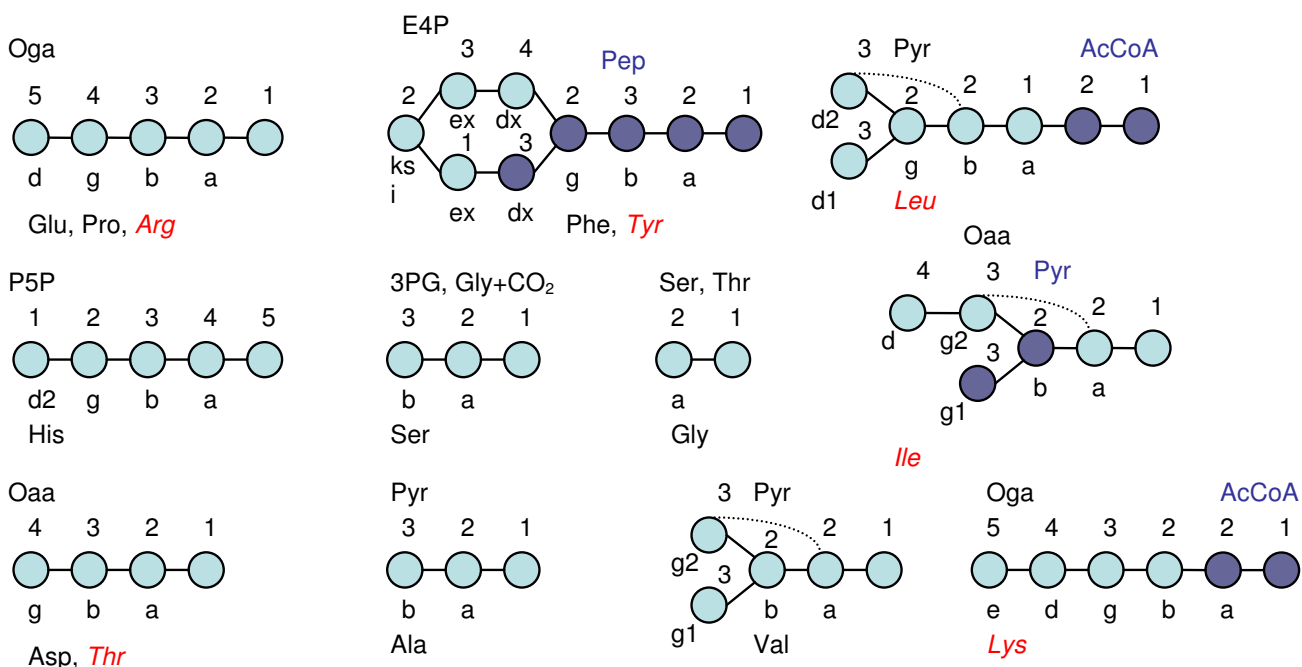 Oga
5 4 3 2 1
d g b a
Glu, Pro, Arg
E4P
3 4
Pep
2 2 3 2 1
ex dx
1 3
ks
i
g b a
ex dx
Phe, Tyr
3 Pyr AcCoA
2 2 1 2 1
d2
3
g b a
d1
Leu
P5P
1 2 3 4 5
d2 g b a
His
3PG, Gly+CO₂
3 2 1
b a
Ser
Ser, Thr
2 1
a
Gly
Oaa
4 3 Pyr
2 2 1
d g2
3
b a
g1
Ile
Oaa
4 3 2 1
g b a
Asp, Thr
Pyr
3 2 1
b a
Ala
3 Pyr
2 2 1
g2
3
b a
g1
Val
Oga AcCoA
5 4 3 2 2 1
e d g b a
Lys